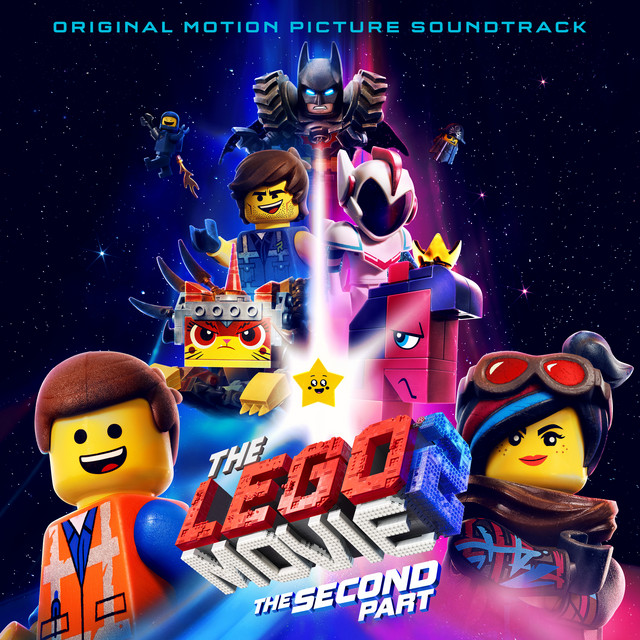 ORIGINAL MOTION PICTURE SOUNDTRACK
THE
LEGO
MOVIE 2
THE SECOND
PART